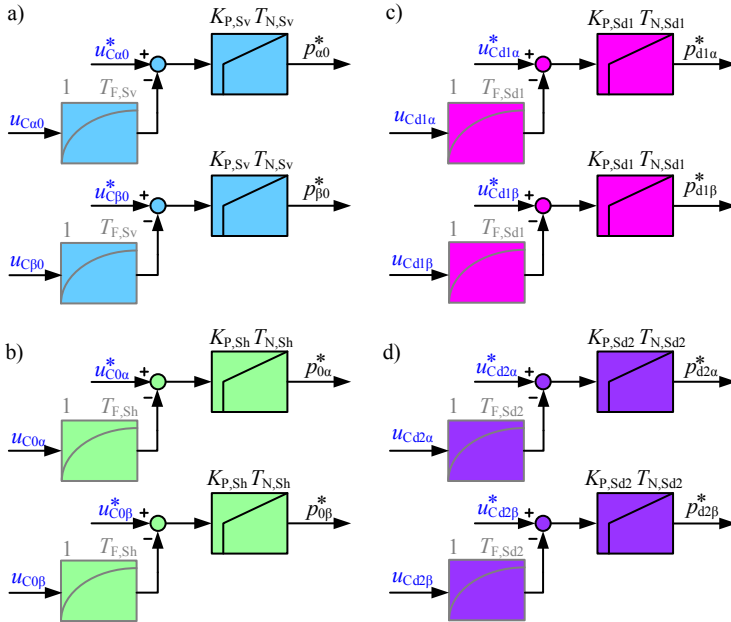 a)
K_P,Sv T_N,Sv
u*_Cα0
+
−
p*_α0
1 T_F,Sv
u_Cα0
K_P,Sv T_N,Sv
u*_Cβ0
+
−
p*_β0
1 T_F,Sv
u_Cβ0
b)
K_P,Sh T_N,Sh
u*_C0α
+
−
p*_0α
1 T_F,Sh
u_C0α
K_P,Sh T_N,Sh
u*_C0β
+
−
p*_0β
1 T_F,Sh
u_C0β
c)
K_P,Sd1 T_N,Sd1
u*_Cd1α
+
−
p*_d1α
1 T_F,Sd1
u_Cd1α
K_P,Sd1 T_N,Sd1
u*_Cd1β
+
−
p*_d1β
1 T_F,Sd1
u_Cd1β
d)
K_P,Sd2 T_N,Sd2
u*_Cd2α
+
−
p*_d2α
1 T_F,Sd2
u_Cd2α
K_P,Sd2 T_N,Sd2
u*_Cd2β
+
−
p*_d2β
1 T_F,Sd2
u_Cd2β